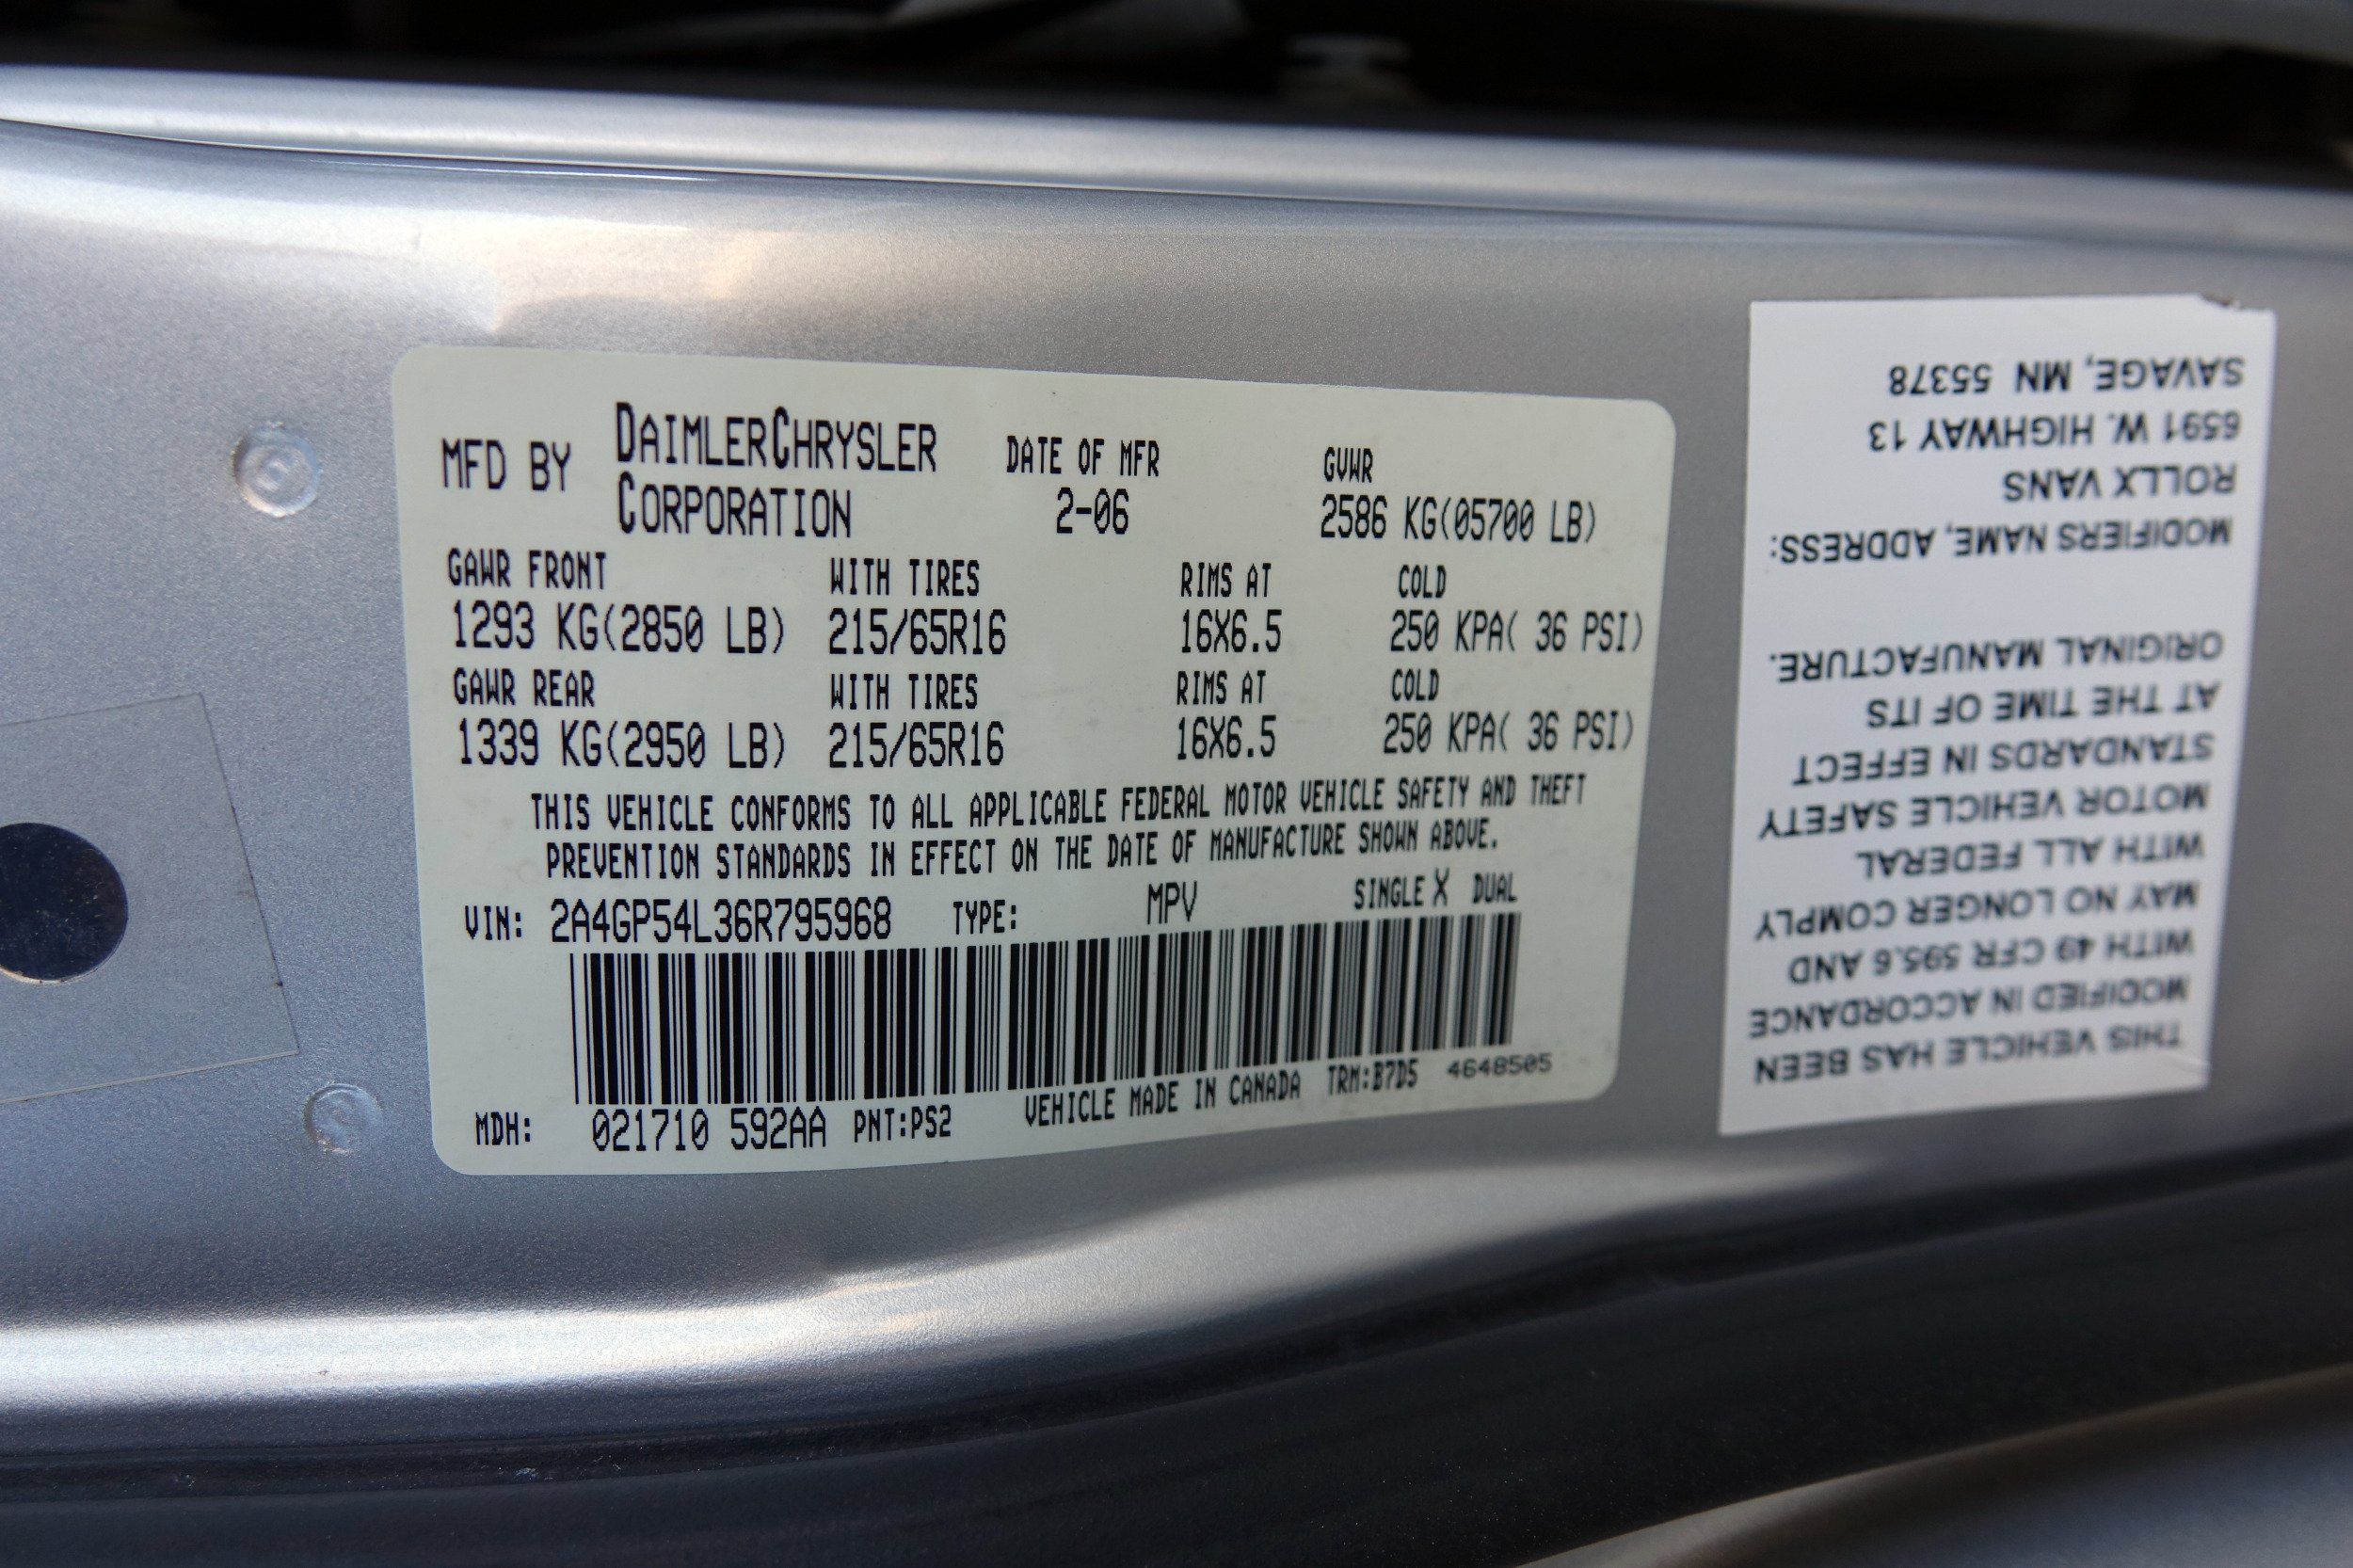 MFD BY DAIMLERCHRYSLER CORPORATION DATE OF MFR 2-06 GVWR 2586 KG(05700 LB)
GAWR FRONT WITH TIRES RIMS AT COLD
1293 KG(2850 LB) 215/65R16 16X6.5 250 KPA( 36 PSI)
GAWR REAR WITH TIRES RIMS AT COLD
1339 KG(2950 LB) 215/65R16 16X6.5 250 KPA( 36 PSI)
THIS VEHICLE CONFORMS TO ALL APPLICABLE FEDERAL MOTOR VEHICLE SAFETY AND THEFT
PREVENTION STANDARDS IN EFFECT ON THE DATE OF MANUFACTURE SHOWN ABOVE.
VIN: 2A4GP54L36R795968 TYPE: MPV SINGLE X DUAL
MDH: 021710 592AA PNT:PS2 VEHICLE MADE IN CANADA TRM:B7D5 4648505
THIS VEHICLE HAS BEEN
MODIFIED IN ACCORDANCE
WITH 49 CFR 595.6 AND
MAY NO LONGER COMPLY
WITH ALL FEDERAL
MOTOR VEHICLE SAFETY
STANDARDS IN EFFECT
AT THE TIME OF ITS
ORIGINAL MANUFACTURE.
MODIFIERS NAME, ADDRESS:
ROLLX VANS
6591 W. HIGHWAY 13
SAVAGE, MN 55378